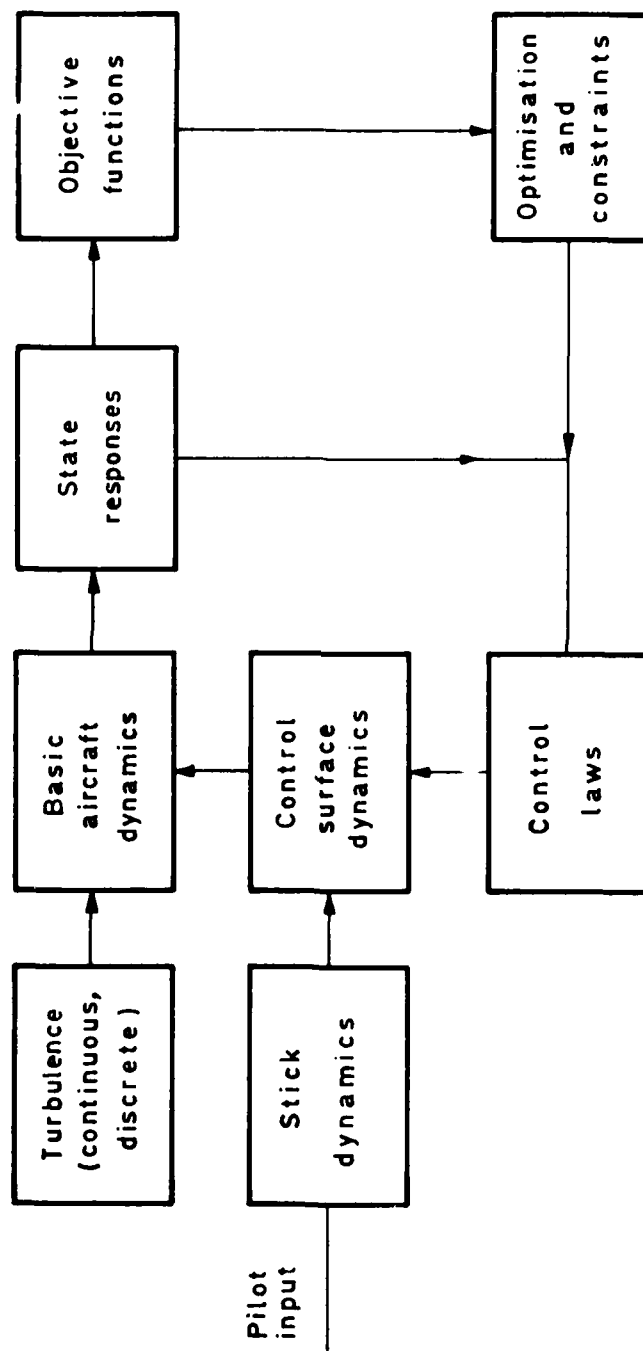 Turbulence
(continuous,
discrete)
Basic
aircraft
dynamics
State
responses
Objective
functions
Pilot
input
Stick
dynamics
Control
surface
dynamics
Control
laws
Optimisation
and
constraints